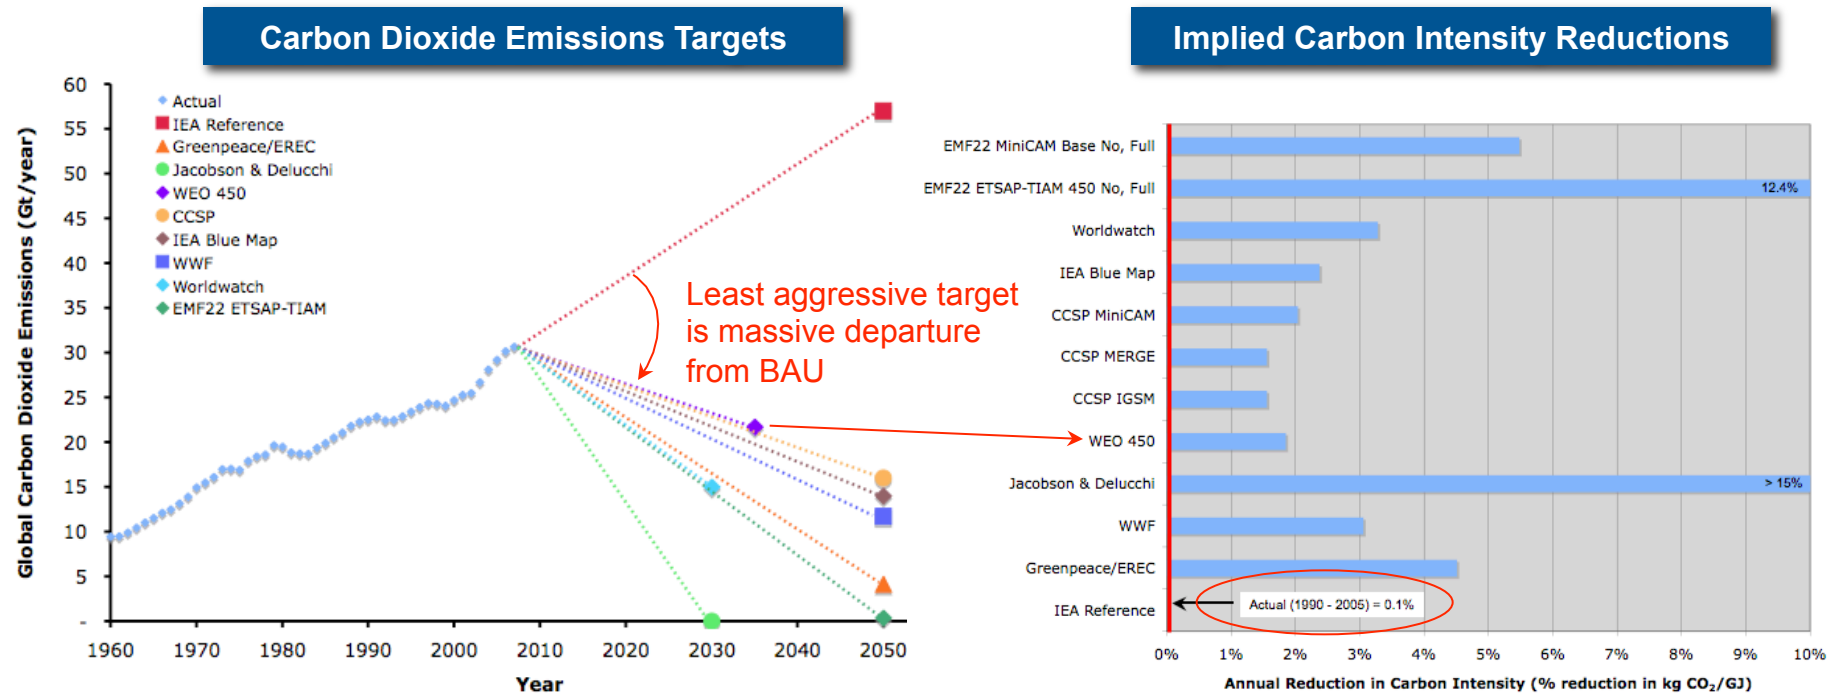 Carbon Dioxide Emissions Targets
Global Carbon Dioxide Emissions (Gt/year)
60
55
50
45
40
35
30
25
20
15
10
5
-
Actual
IEA Reference
Greenpeace/EREC
Jacobson & Delucchi
WEO 450
CCSP
IEA Blue Map
WWF
Worldwatch
EMF22 ETSAP-TIAM
Least aggressive target
is massive departure
from BAU
1960 1970 1980 1990 2000 2010 2020 2030 2040 2050
Year
Implied Carbon Intensity Reductions
EMF22 MiniCAM Base No, Full
EMF22 ETSAP-TIAM 450 No, Full
12.4%
Worldwatch
IEA Blue Map
CCSP MiniCAM
CCSP MERGE
CCSP IGSM
WEO 450
Jacobson & Delucchi
> 15%
WWF
Greenpeace/EREC
IEA Reference
Actual (1990 - 2005) = 0.1%
0% 1% 2% 3% 4% 5% 6% 7% 8% 9% 10%
Annual Reduction in Carbon Intensity (% reduction in kg CO₂/GJ)